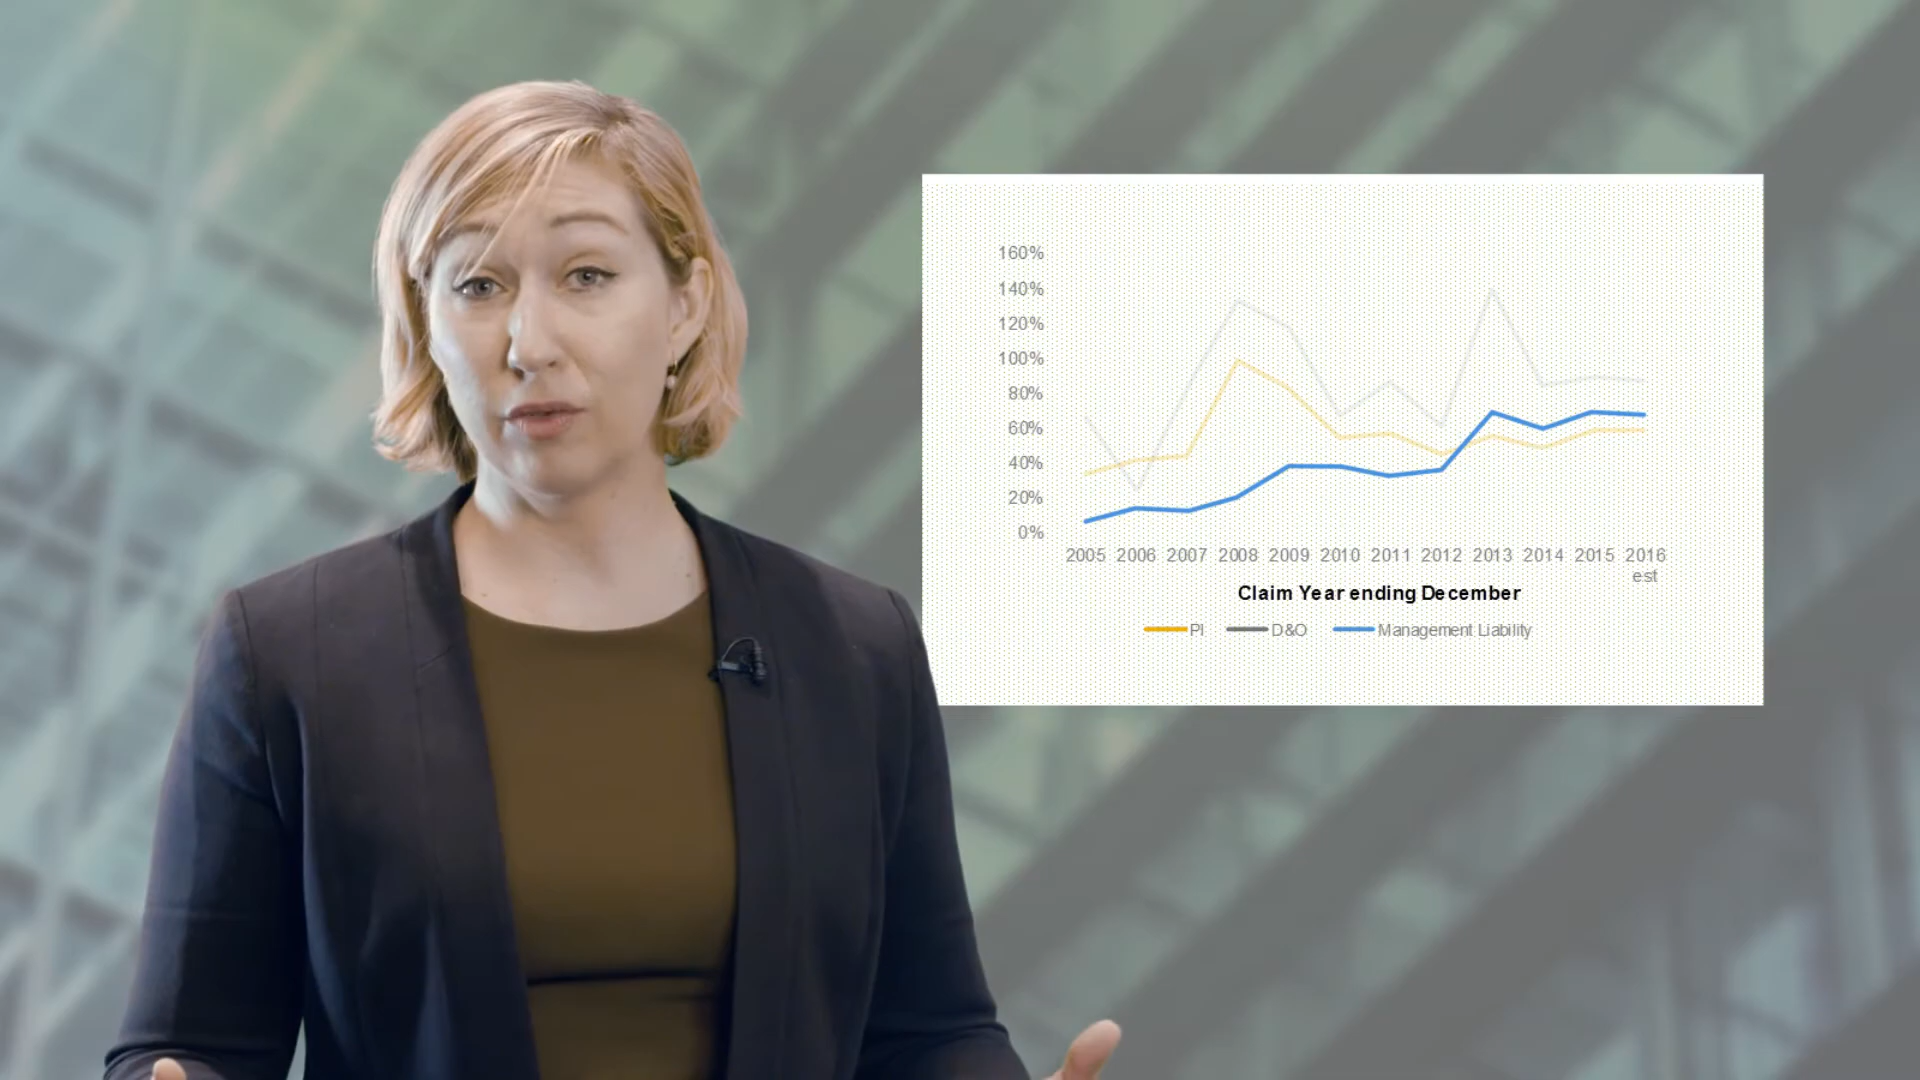 160%
140%
120%
100%
80%
60%
40%
20%
0%
2005 2006 2007 2008 2009 2010 2011 2012 2013 2014 2015 2016
est
Claim Year ending December
PI D&O Management Liability